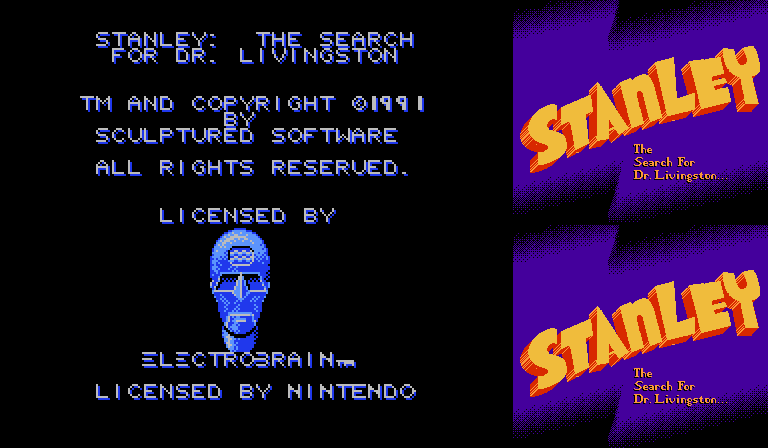 STANLEY: THE SEARCH
FOR DR. LIVINGSTON
TM AND COPYRIGHT ©1991
BY
SCULPTURED SOFTWARE
ALL RIGHTS RESERVED.
LICENSED BY
ELECTROBRAIN™
LICENSED BY NINTENDO
STANLEY
The
Search For
Dr. Livingston...
STANLEY
The
Search For
Dr. Livingston...